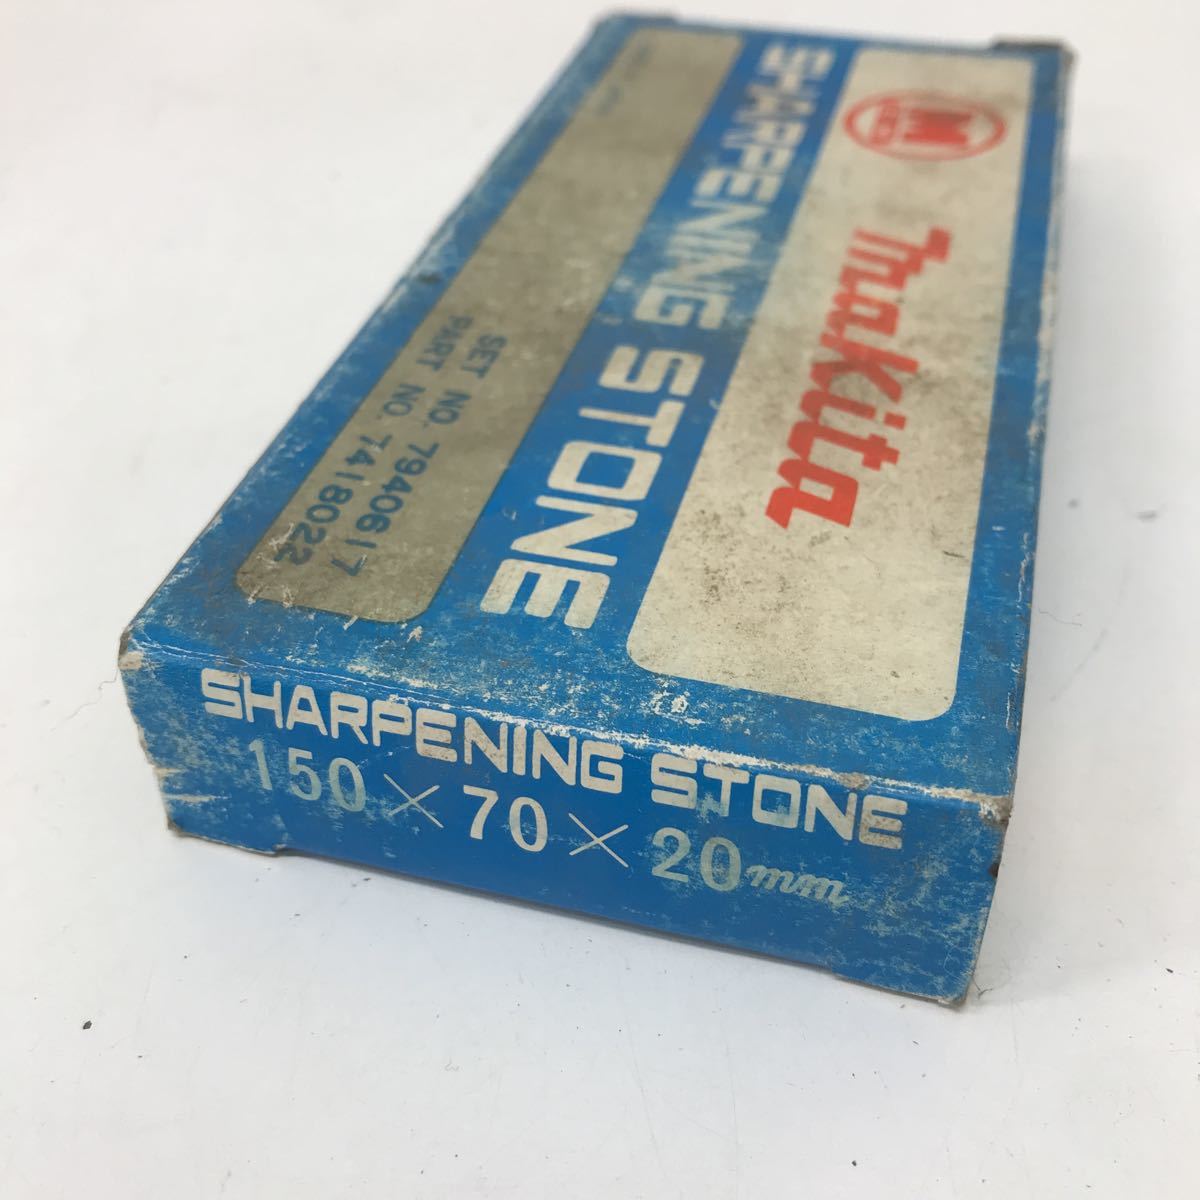 M
makita
SHARPENING STONE
SET NO. 7940617
PART NO. 7418022
SHARPENING STONE
150×70×20mm